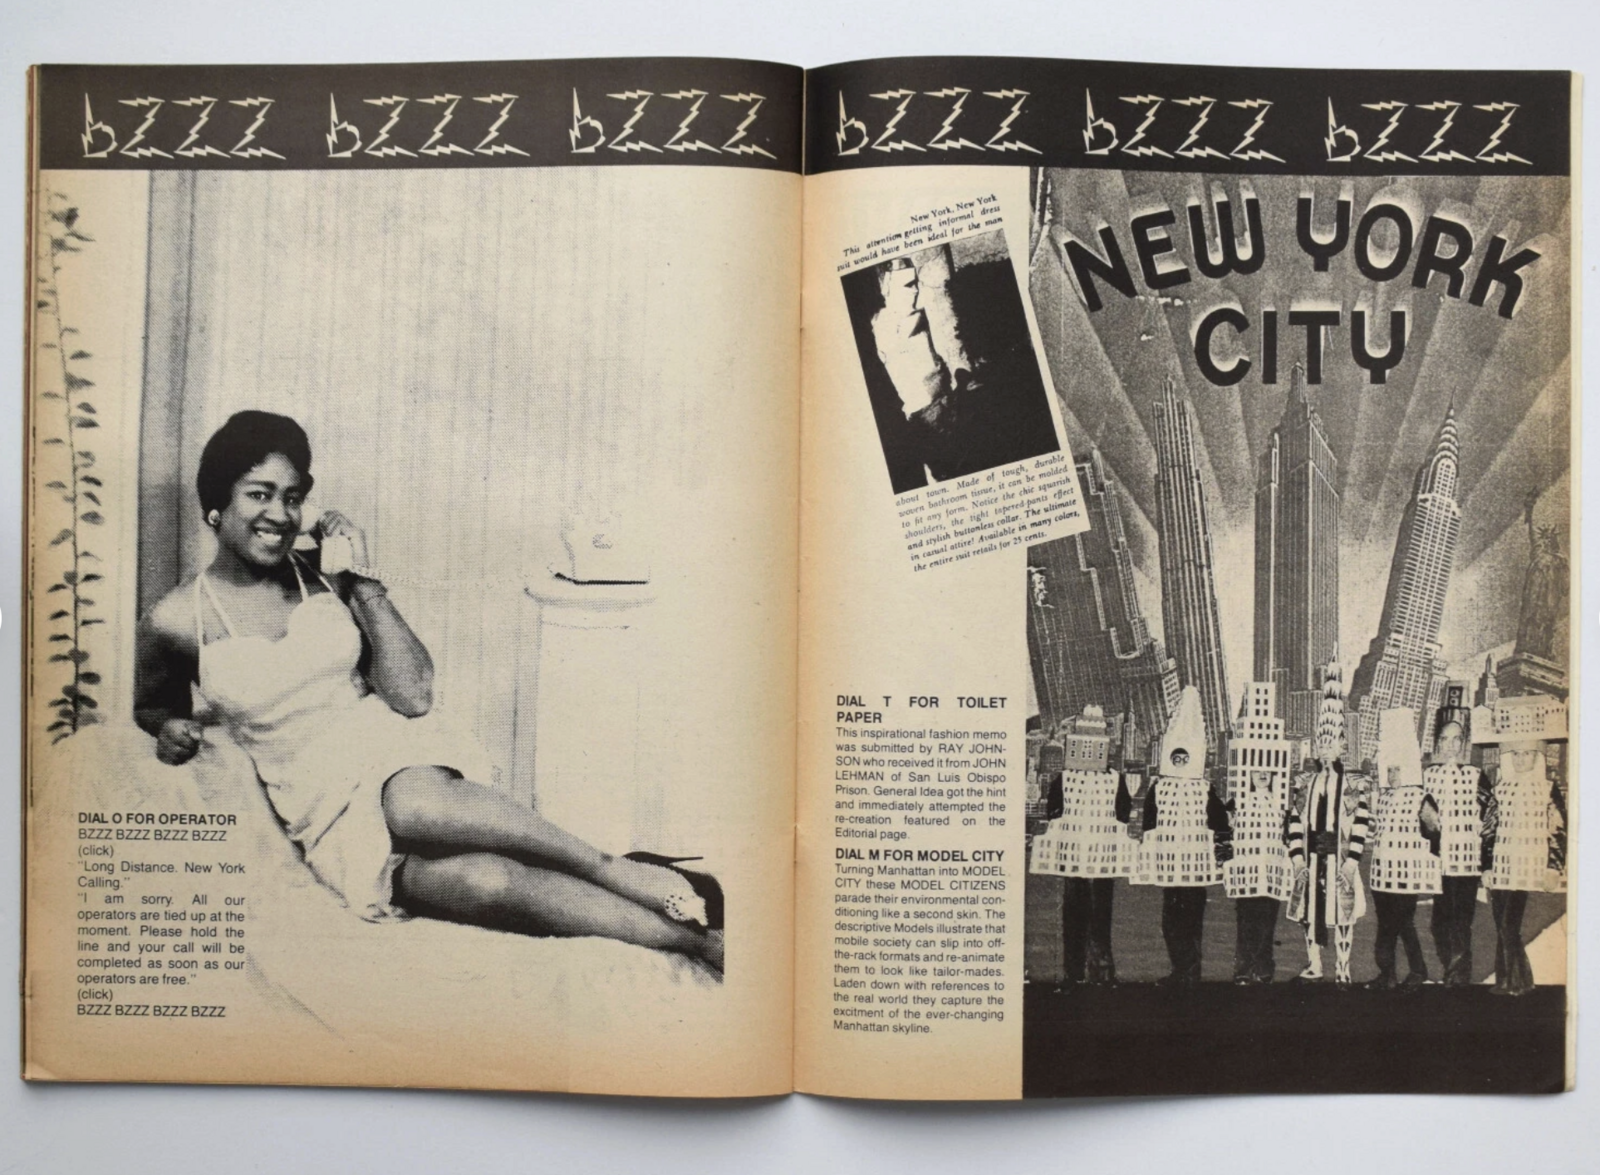 bZZZ bZZZ bZZZ
DIAL O FOR OPERATOR
BZZZ BZZZ BZZZ BZZZ
(click)
"Long Distance. New York
Calling."
"I am sorry. All our
operators are tied up at the
moment. Please hold the
line and your call will be
completed as soon as our
operators are free."
(click)
BZZZ BZZZ BZZZ BZZZ
bZZZ bZZZ bZZZ
New York, New York
This attention-getting informal dress
suit would have been ideal for the man
about town. Made of tough, durable
woven bathroom tissue, it can be molded
to fit any form. Notice the chic squarish
shoulders, the tight tapered-pants effect
and stylish buttonless collar. The ultimate
in casual attire! Available in many colors,
the entire suit retails for 25 cents.
DIAL T FOR TOILET
PAPER
This inspirational fashion memo
was submitted by RAY JOHN-
SON who received it from JOHN
LEHMAN of San Luis Obispo
Prison. General Idea got the hint
and immediately attempted the
re-creation featured on the
Editorial page.
DIAL M FOR MODEL CITY
Turning Manhattan into MODEL
CITY these MODEL CITIZENS
parade their environmental con-
ditioning like a second skin. The
descriptive Models illustrate that
mobile society can slip into off-
the-rack formats and re-animate
them to look like tailor-mades.
Laden down with references to
the real world they capture the
excitment of the ever-changing
Manhattan skyline.
NEW YORK
CITY